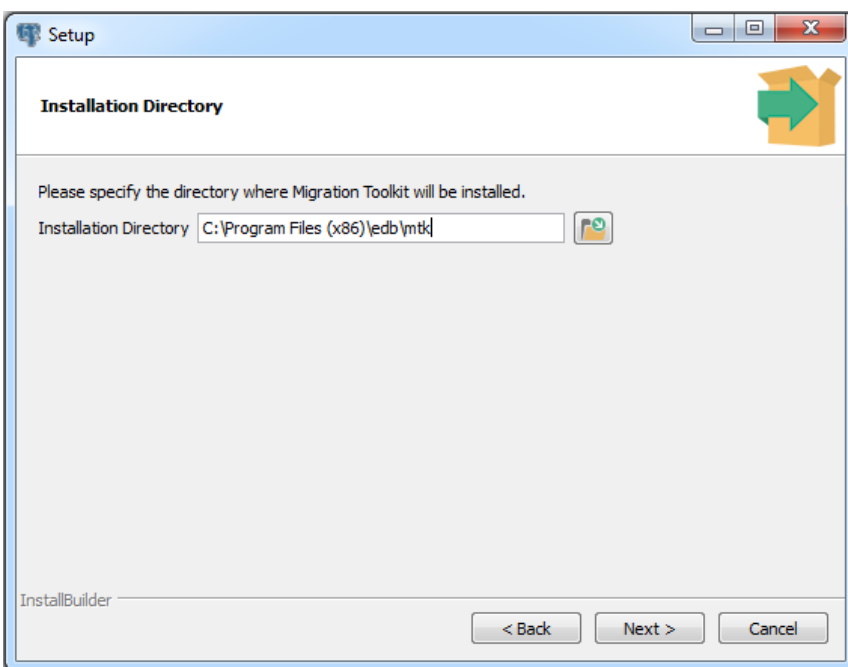 Setup
Installation Directory
Please specify the directory where Migration Toolkit will be installed.
Installation Directory C:\Program Files (x86)\edb\mtk
InstallBuilder
< Back Next > Cancel